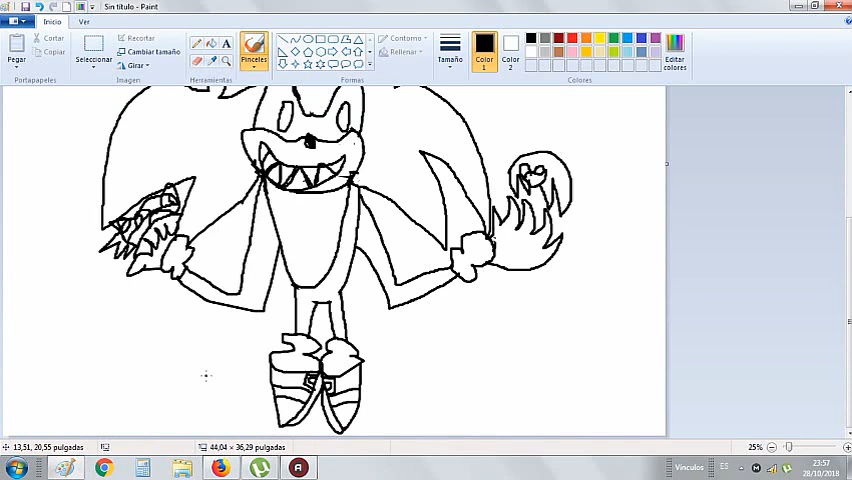 Sin título - Paint
Inicio Ver
Pegar
Cortar
Copiar
Portapapeles
Seleccionar
Recortar
Cambiar tamaño
Girar
Imagen
A
Herramientas
Pinceles
Contorno
Rellenar
Formas
Tamaño
Color 1
Color 2
Editar colores
Colores
13,51, 20,55 pulgadas
44,04 × 36,29 pulgadas
25%
Vínculos
ES
23:57
28/10/2018